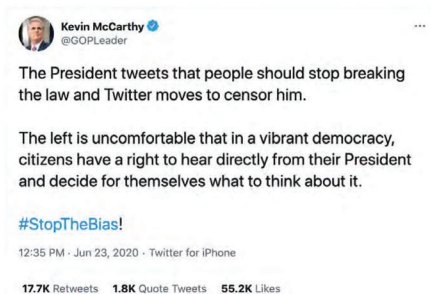 Kevin McCarthy
@GOPLeader
The President tweets that people should stop breaking
the law and Twitter moves to censor him.
The left is uncomfortable that in a vibrant democracy,
citizens have a right to hear directly from their President
and decide for themselves what to think about it.
#StopTheBias!
12:35 PM · Jun 23, 2020 · Twitter for iPhone
17.7K Retweets 1.8K Quote Tweets 55.2K Likes